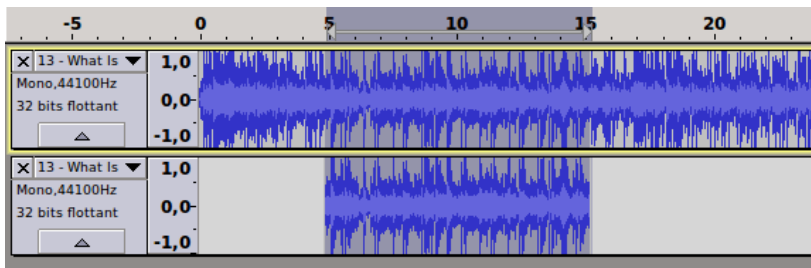 -5 0 5 10 15 20
13 - What Is
1,0
Mono,44100Hz
32 bits flottant
0,0-
-1,0
13 - What Is
1,0
Mono,44100Hz
32 bits flottant
0,0-
-1,0